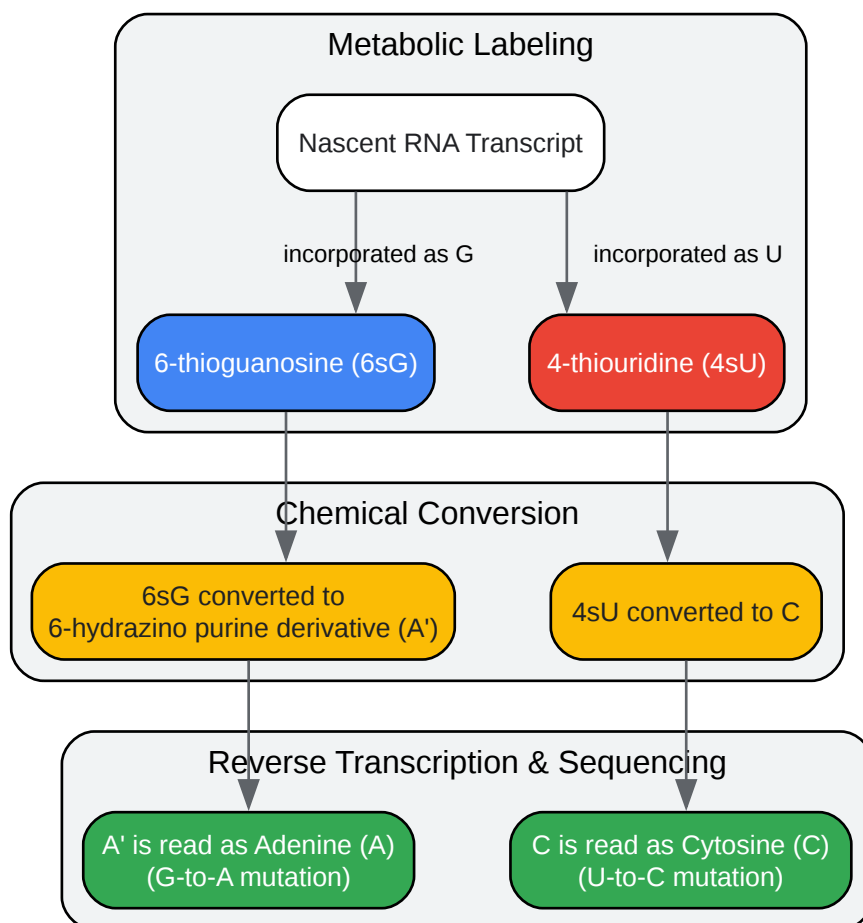 Metabolic Labeling
Nascent RNA Transcript
incorporated as G
incorporated as U
6-thioguanosine (6sG)
4-thiouridine (4sU)
Chemical Conversion
6sG converted to
6-hydrazino purine derivative (A')
4sU converted to C
Reverse Transcription & Sequencing
A' is read as Adenine (A)
(G-to-A mutation)
C is read as Cytosine (C)
(U-to-C mutation)